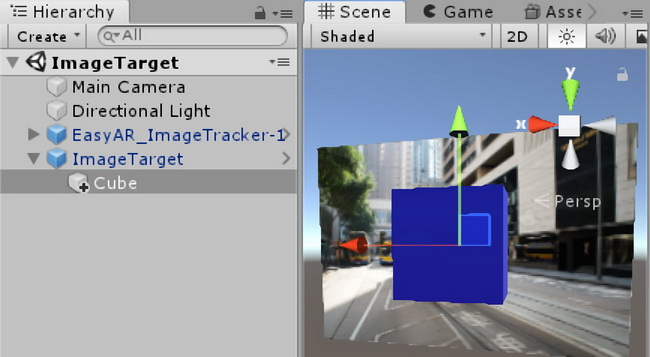 Hierarchy
Create
All
ImageTarget
Main Camera
Directional Light
EasyAR_ImageTracker-1
ImageTarget
Cube
Scene
Game
Asse
Shaded
2D
y
x
Persp